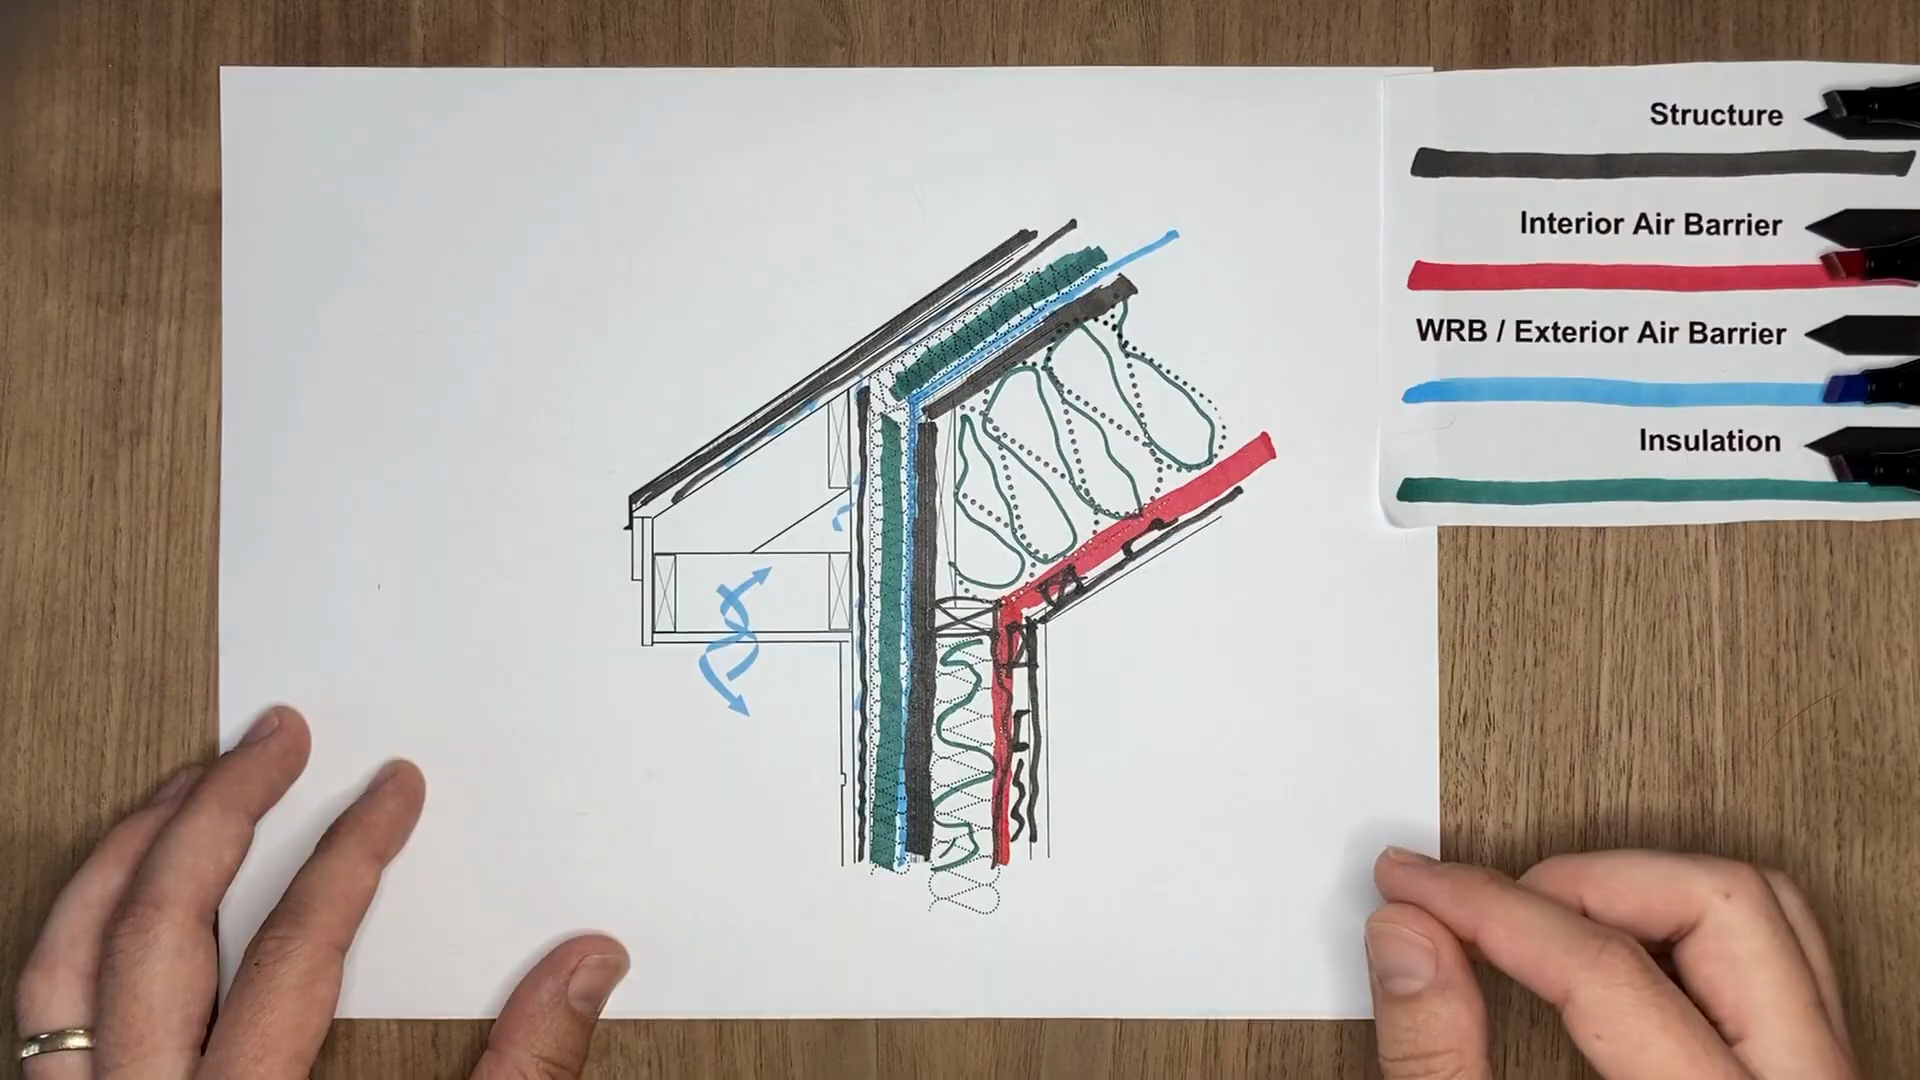 Structure
Interior Air Barrier
WRB / Exterior Air Barrier
Insulation